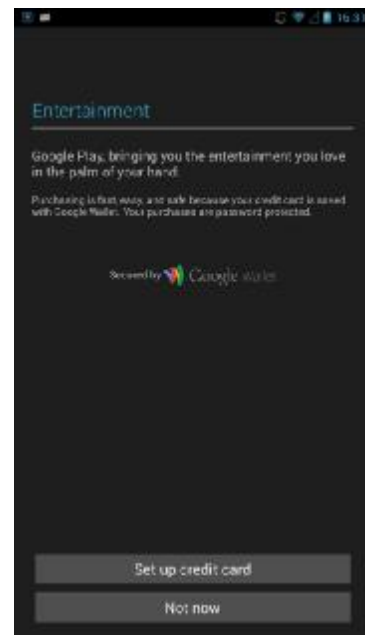 16:31
Entertainment
Google Play, bringing you the entertainment you love
in the palm of your hand.
Purchasing is fast, easy, and safe because your credit card is saved
with Google Wallet. Your purchases are password protected.
Secured by Google wallet
Set up credit card
Not now